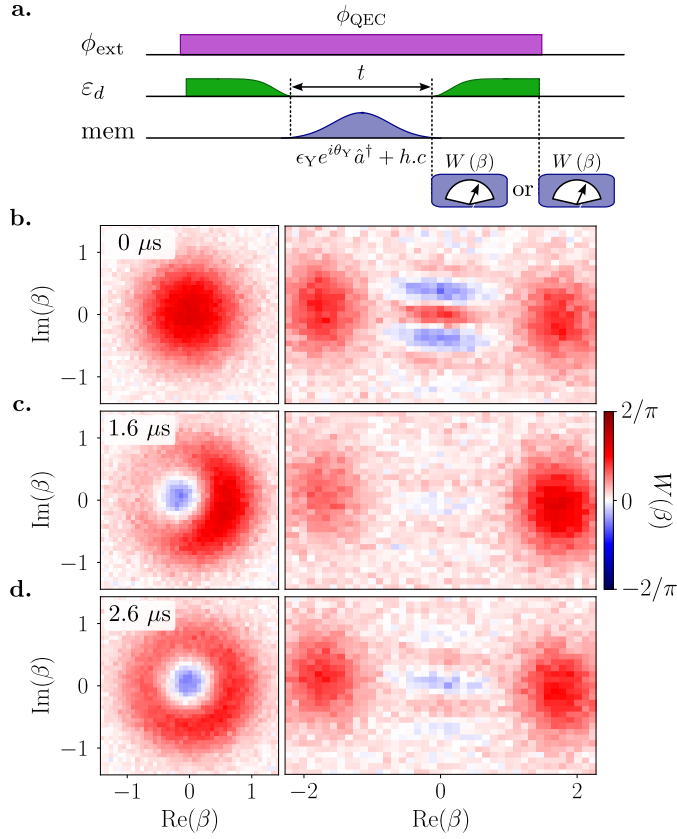 a.
ϕ_QEC
ϕ_ext
ε_d
t
mem
ϵ_Y e^{iθ_Y} â† + h.c
W (β)
or
W (β)
b.
0 μs
Im(β)
1
0
−1
c.
1.6 μs
Im(β)
1
0
−1
2/π
0
−2/π
W(β)
d.
2.6 μs
Im(β)
1
0
−1
−1
0
1
Re(β)
−2
0
2
Re(β)